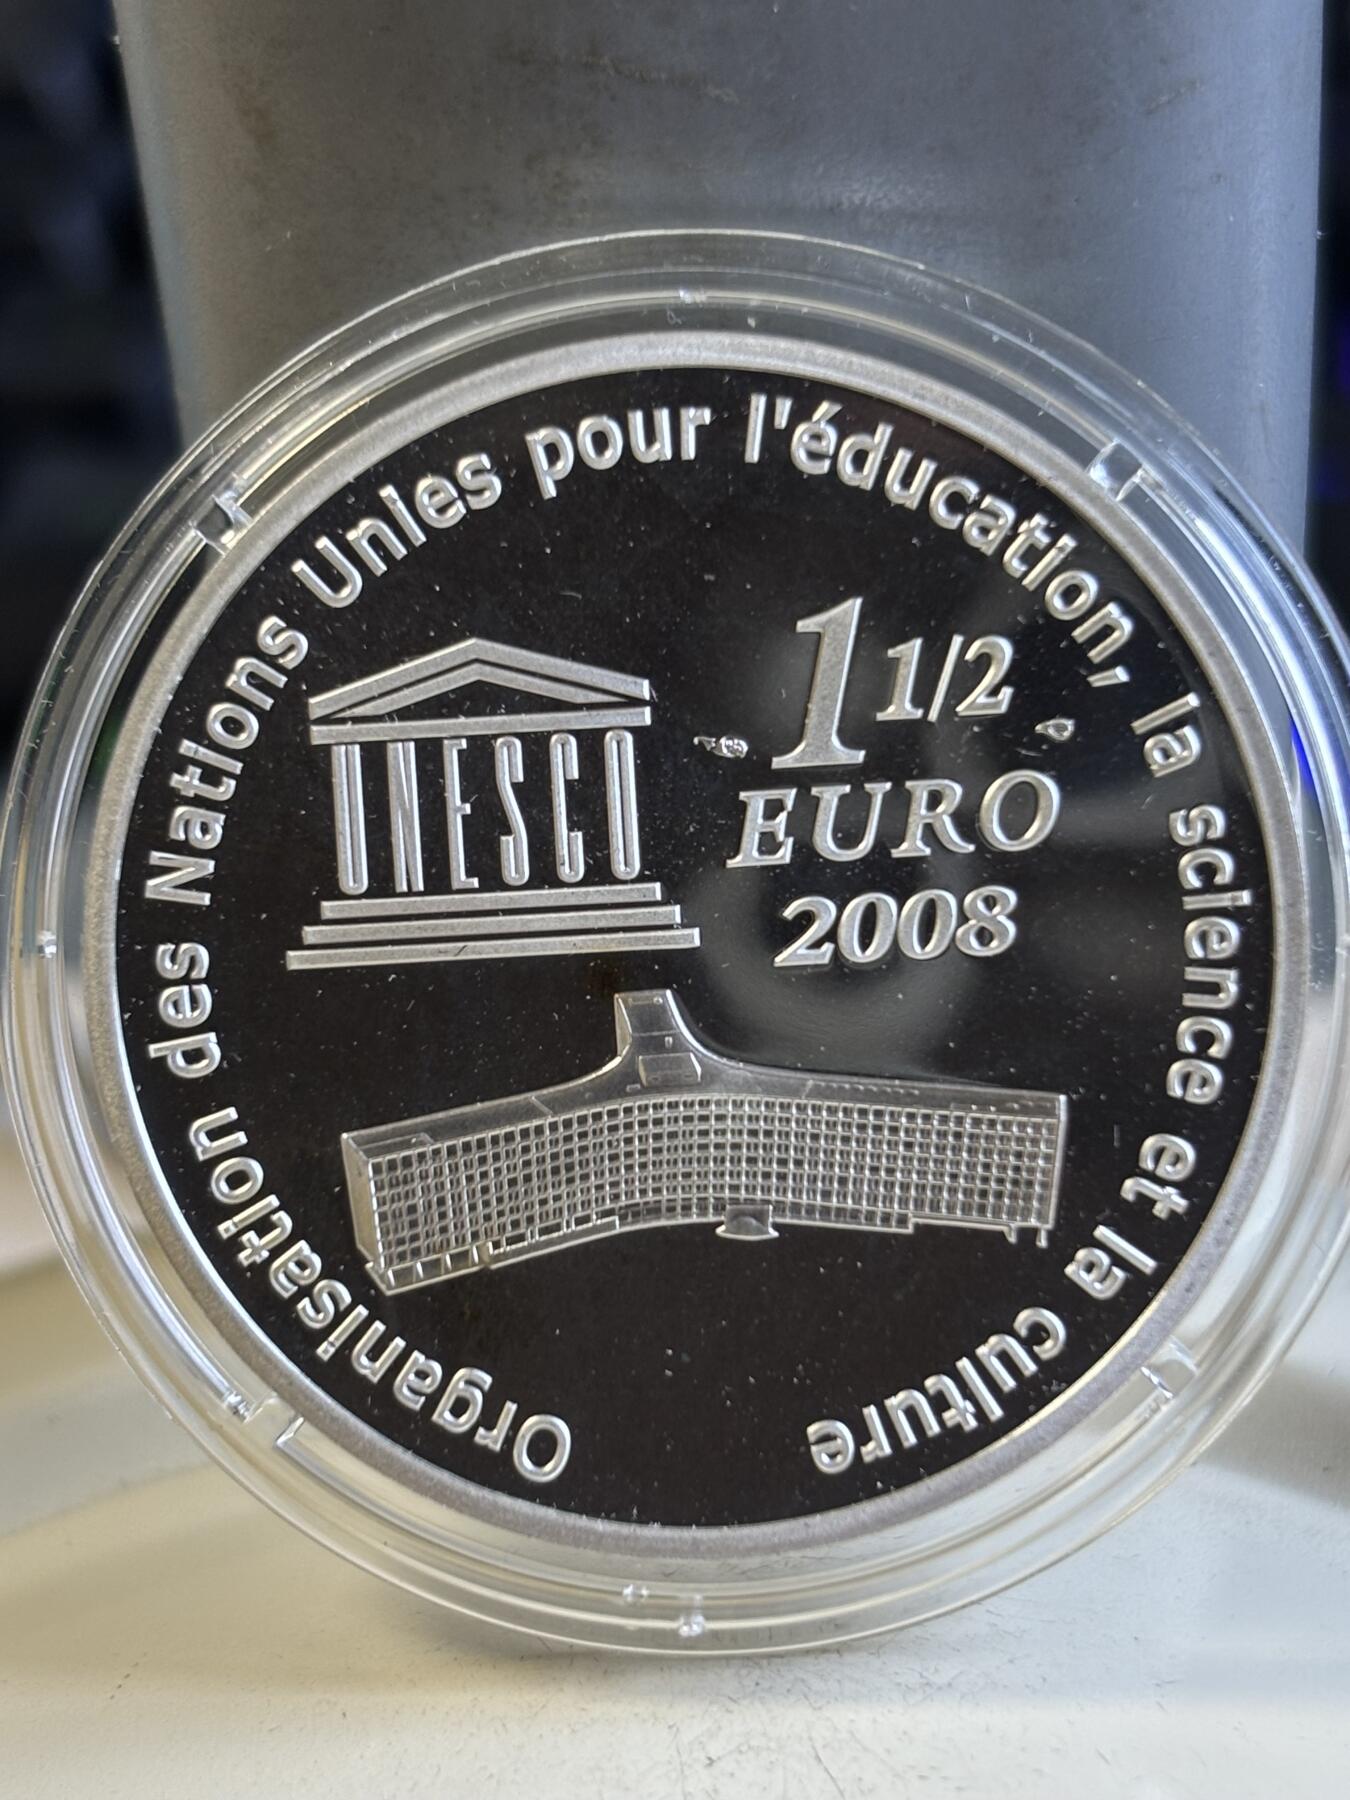 Organisation des Nations Unies pour l'éducation, la science et la culture
UNESCO
1 1/2
EURO
2008